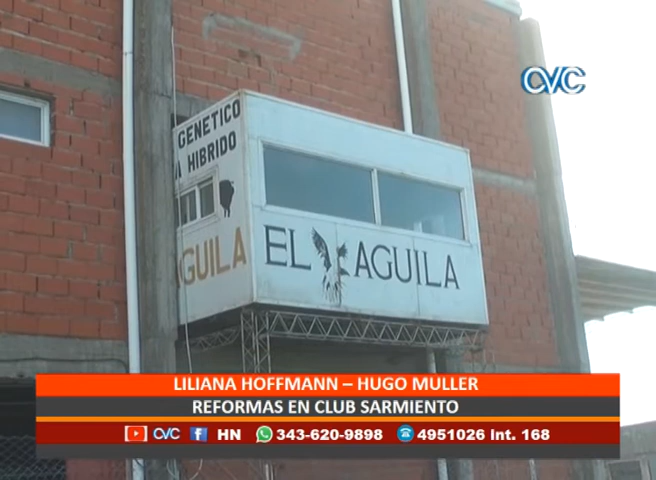 CVC
GENETICO
A HIBRIDO
AGUILA
EL AGUILA
LILIANA HOFFMANN – HUGO MULLER
REFORMAS EN CLUB SARMIENTO
CVC f HN 343-620-9898 4951026 Int. 168